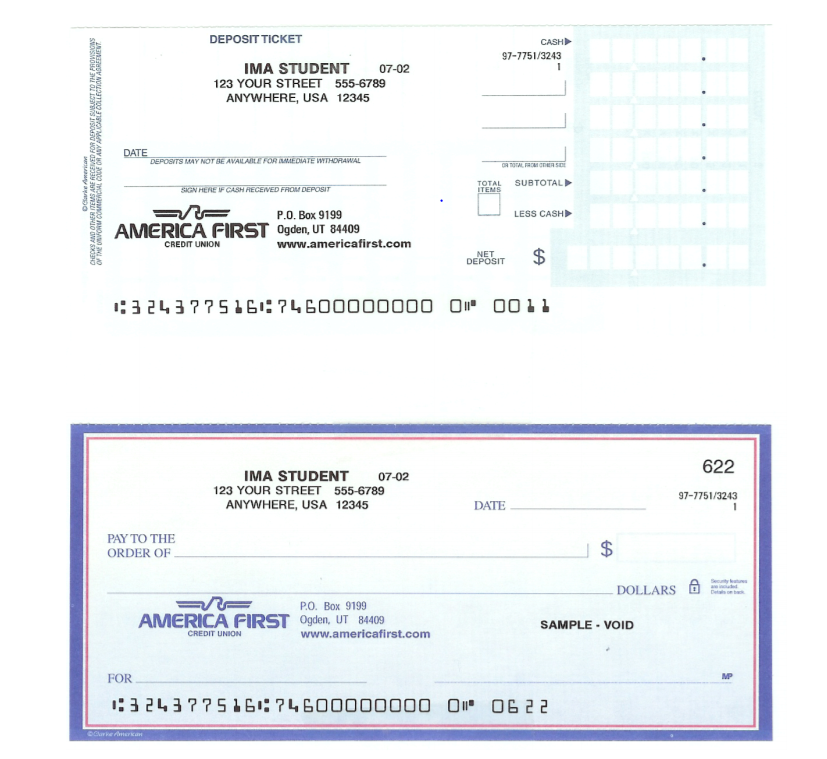 DEPOSIT TICKET
CASH▶
IMA STUDENT 07-02
97-7751/3243
1
123 YOUR STREET 555-6789
ANYWHERE, USA 12345
DATE
DEPOSITS MAY NOT BE AVAILABLE FOR IMMEDIATE WITHDRAWAL
OR TOTAL FROM OTHER SIDE
SIGN HERE IF CASH RECEIVED FROM DEPOSIT
TOTAL
ITEMS
SUBTOTAL▶
LESS CASH▶
AMERICA FIRST
CREDIT UNION
P.O. Box 9199
Ogden, UT 84409
www.americafirst.com
NET
DEPOSIT $
©Clarke American
CHECKS AND OTHER ITEMS ARE RECEIVED FOR DEPOSIT SUBJECT TO THE PROVISIONS
OF THE UNIFORM COMMERCIAL CODE OR ANY APPLICABLE COLLECTION AGREEMENT
⑆324377516⑆74600000000 0⑈ 0011
622
IMA STUDENT 07-02
123 YOUR STREET 555-6789
ANYWHERE, USA 12345
97-7751/3243
1
DATE
PAY TO THE
ORDER OF $
DOLLARS
Security features
are included.
Details on back.
AMERICA FIRST
CREDIT UNION
P.O. Box 9199
Ogden, UT 84409
www.americafirst.com
SAMPLE - VOID
FOR
MP
⑆324377516⑆74600000000 0⑈ 0622
©Clarke American